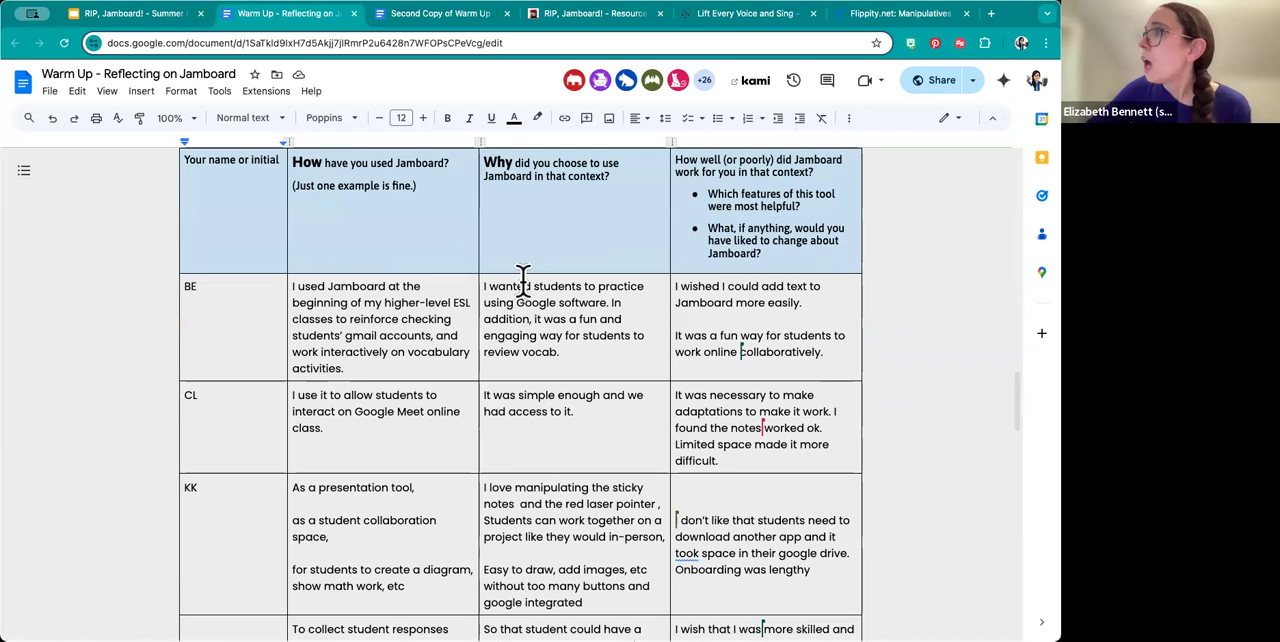 RIP, Jamboard! - Summer
Warm Up - Reflecting on J
Second Copy of Warm Up
RIP, Jamboard! - Resource
Lift Every Voice and Sing -
Flippity.net: Manipulatives
docs.google.com/document/d/1SaTkld9IxH7d5Akjj7jlRmrP2u6428n7WFOPsCPeVcg/edit
Warm Up - Reflecting on Jamboard
+26
kami
Share
File Edit View Insert Format Tools Extensions Help
100%
Normal text
Poppins
12
B I U A
Elizabeth Bennett (s...
Your name or initial
How have you used Jamboard?
(Just one example is fine.)
Why did you choose to use
Jamboard in that context?
How well (or poorly) did Jamboard
work for you in that context?
● Which features of this tool
were most helpful?
● What, if anything, would you
have liked to change about
Jamboard?
BE
I used Jamboard at the
beginning of my higher-level ESL
classes to reinforce checking
students' gmail accounts, and
work interactively on vocabulary
activities.
I wanted students to practice
using Google software. In
addition, it was a fun and
engaging way for students to
review vocab.
I wished I could add text to
Jamboard more easily.
It was a fun way for students to
work online collaboratively.
CL
I use it to allow students to
interact on Google Meet online
class.
It was simple enough and we
had access to it.
It was necessary to make
adaptations to make it work. I
found the notes worked ok.
Limited space made it more
difficult.
KK
As a presentation tool,
as a student collaboration
space,
for students to create a diagram,
show math work, etc
I love manipulating the sticky
notes and the red laser pointer ,
Students can work together on a
project like they would in-person,
Easy to draw, add images, etc
without too many buttons and
google integrated
don't like that students need to
download another app and it
took space in their google drive.
Onboarding was lengthy
To collect student responses
So that student could have a
I wish that I was more skilled and